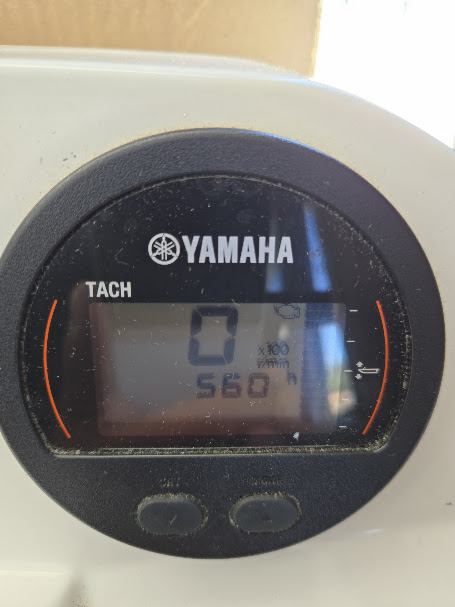 YAMAHA
TACH
0
x100
r/min
560 h